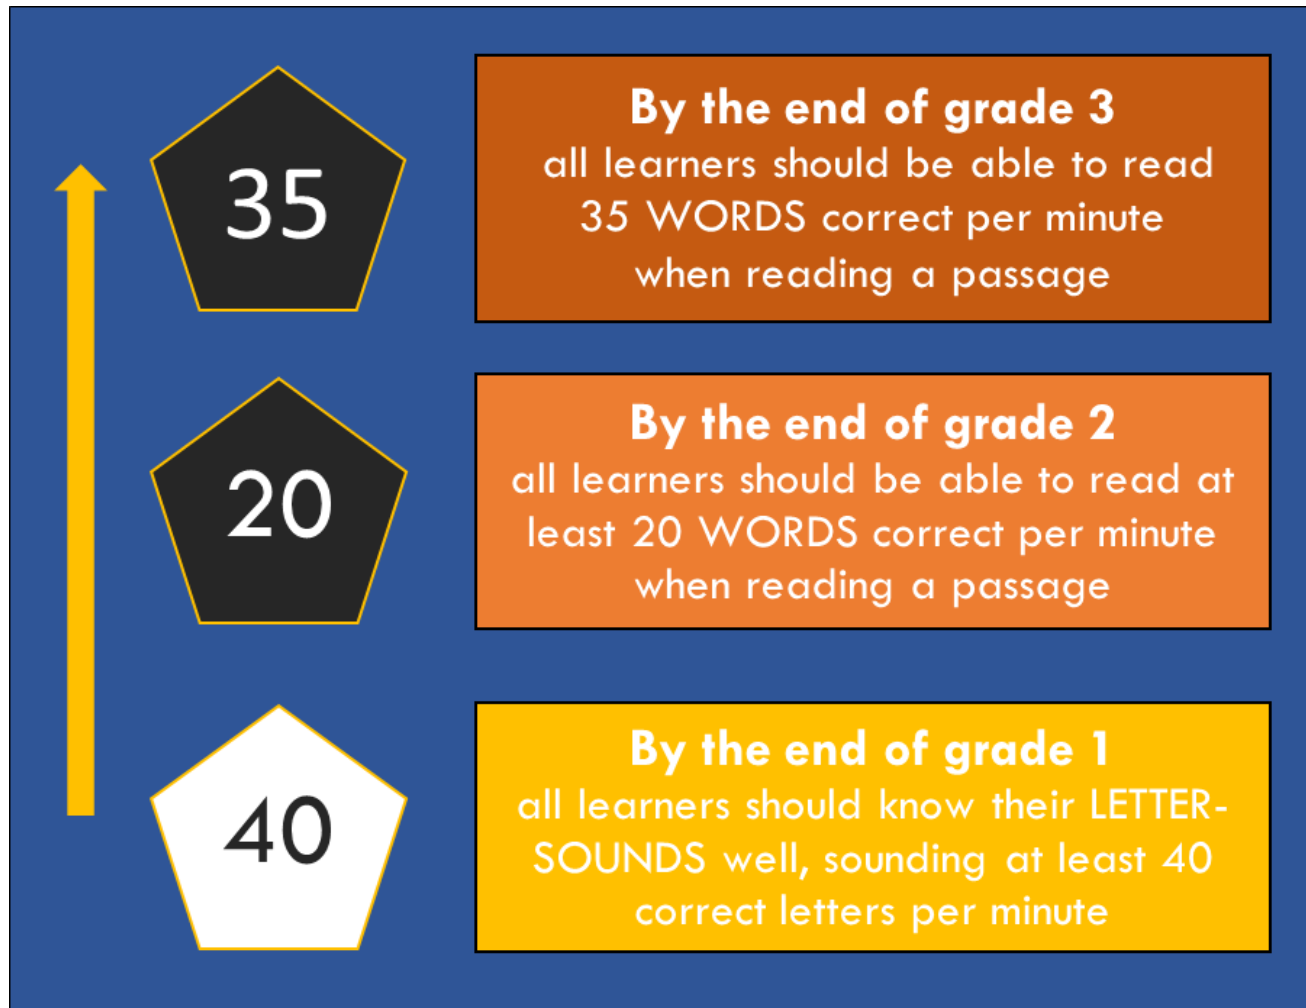 35
By the end of grade 3
all learners should be able to read
35 WORDS correct per minute
when reading a passage
20
By the end of grade 2
all learners should be able to read at
least 20 WORDS correct per minute
when reading a passage
40
By the end of grade 1
all learners should know their LETTER-
SOUNDS well, sounding at least 40
correct letters per minute